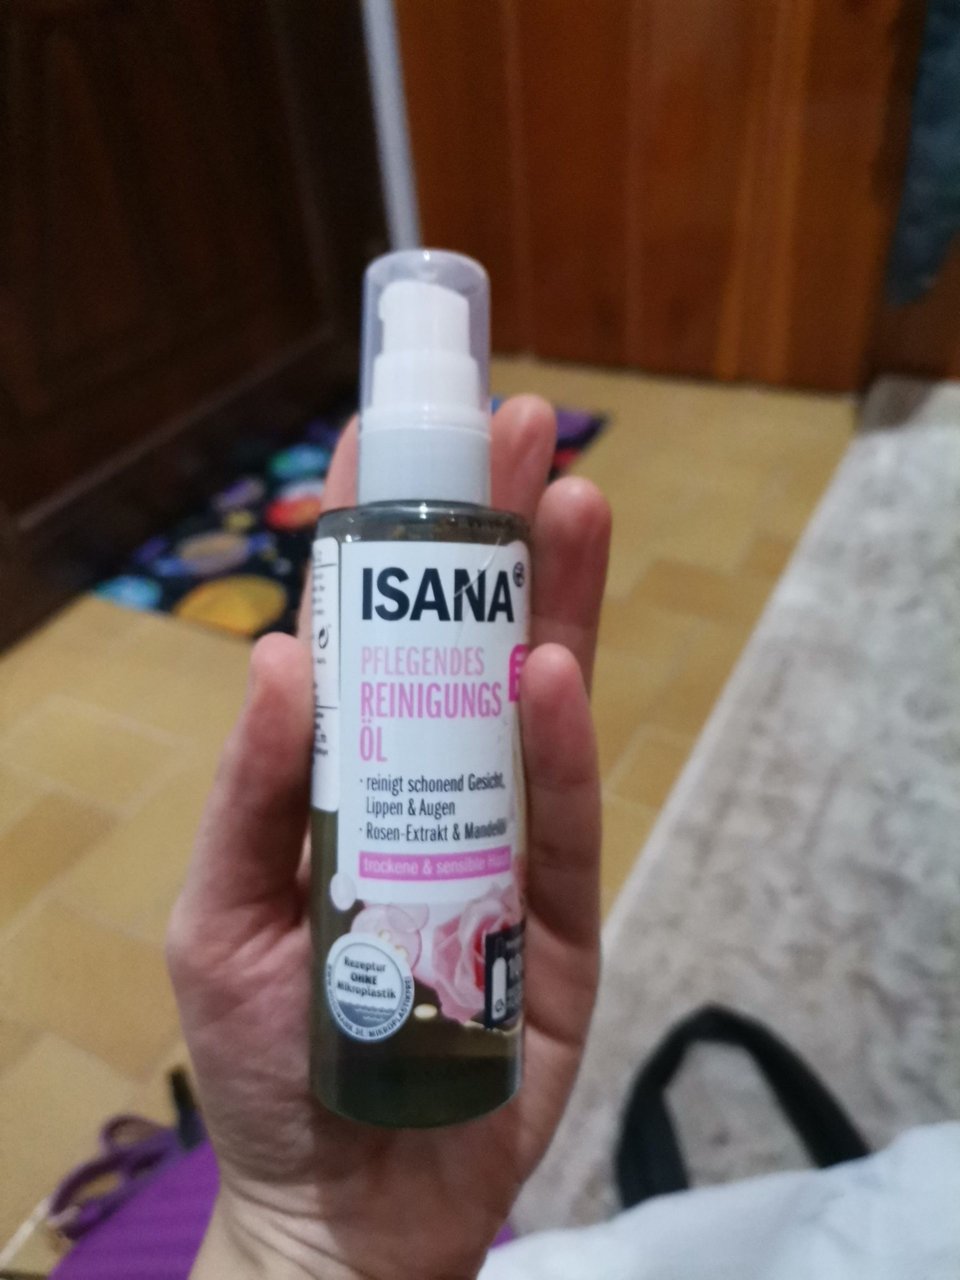 ISANA
PFLEGENDES
REINIGUNGS
ÖL
· reinigt schonend Gesicht,
Lippen & Augen
· Rosen-Extrakt & Mandelöl
trockene & sensible Haut
Rezeptur
OHNE
Mikroplastik